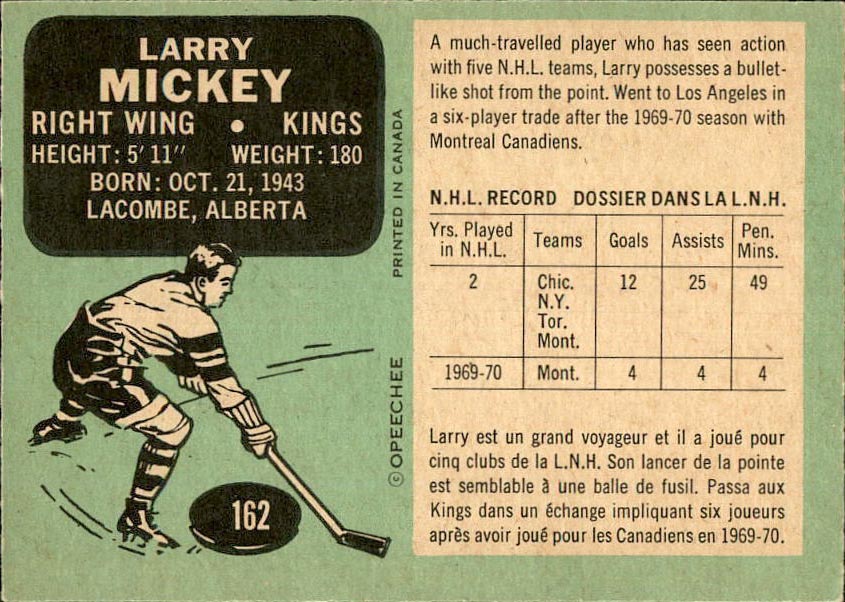 LARRY
MICKEY
RIGHT WING • KINGS
HEIGHT: 5' 11" WEIGHT: 180
BORN: OCT. 21, 1943
LACOMBE, ALBERTA
162
©OPEECHEE PRINTED IN CANADA
A much-travelled player who has seen action
with five N.H.L. teams, Larry possesses a bullet-
like shot from the point. Went to Los Angeles in
a six-player trade after the 1969-70 season with
Montreal Canadiens.
N.H.L. RECORD DOSSIER DANS LA L.N.H.
Yrs. Played in N.H.L. Teams Goals Assists Pen. Mins.
2 Chic. 12 25 49
N.Y.
Tor.
Mont.
1969-70 Mont. 4 4 4
Larry est un grand voyageur et il a joué pour
cinq clubs de la L.N.H. Son lancer de la pointe
est semblable à une balle de fusil. Passa aux
Kings dans un échange impliquant six joueurs
après avoir joué pour les Canadiens en 1969-70.